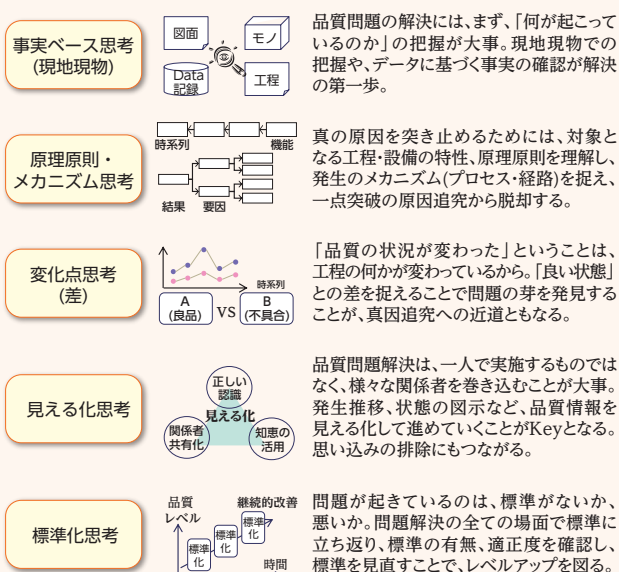 事実ベース思考
(現地現物)
図面
モノ
Data
記録
工程
品質問題の解決には、まず、「何が起こって
いるのか」の把握が大事。現地現物での
把握や、データに基づく事実の確認が解決
の第一歩。
原理原則・
メカニズム思考
時系列
機能
結果
要因
真の原因を突き止めるためには、対象と
なる工程・設備の特性、原理原則を理解し、
発生のメカニズム(プロセス・経路)を捉え、
一点突破の原因追究から脱却する。
変化点思考
(差)
時系列
A
(良品)
VS
B
(不具合)
「品質の状況が変わった」ということは、
工程の何かが変わっているから。「良い状態」
との差を捉えることで問題の芽を発見する
ことが、真因追究への近道ともなる。
見える化思考
正しい
認識
見える化
関係者
共有化
知恵の
活用
品質問題解決は、一人で実施するものでは
なく、様々な関係者を巻き込むことが大事。
発生推移、状態の図示など、品質情報を
見える化して進めていくことがKeyとなる。
思い込みの排除にもつながる。
標準化思考
品質
レベル
継続的改善
標準
化
標準
化
標準
化
時間
問題が起きているのは、標準がないか、
悪いか。問題解決の全ての場面で標準に
立ち返り、標準の有無、適正度を確認し、
標準を見直すことで、レベルアップを図る。